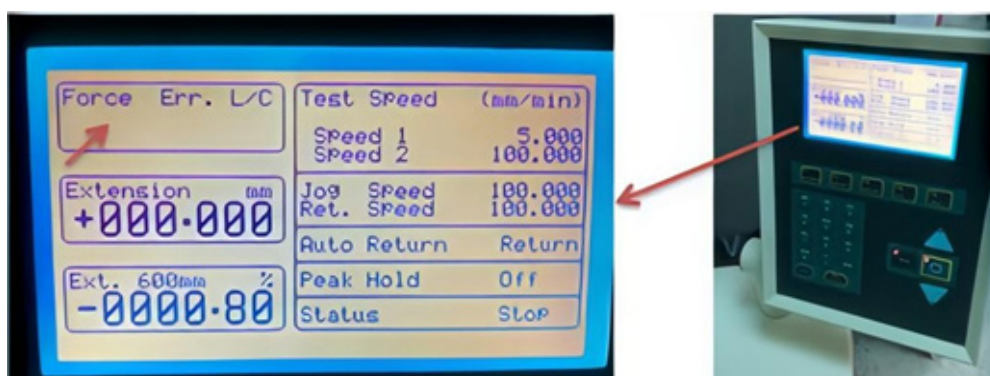 Force Err. L/C
Extension mm
+000.000
Ext. 600mm %
-0000.80
Test Speed (mm/min)
Speed 1 5.000
Speed 2 100.000
Jog Speed 100.000
Ret. Speed 100.000
Auto Return Return
Peak Hold Off
Status Stop